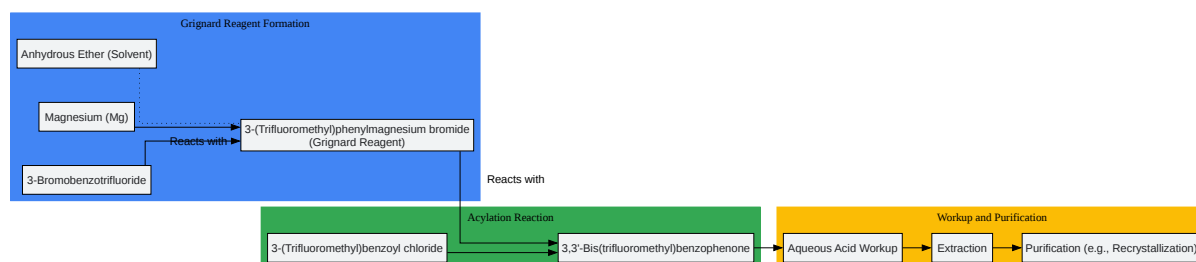 Grignard Reagent Formation
Anhydrous Ether (Solvent)
Magnesium (Mg)
3-(Trifluoromethyl)phenylmagnesium bromide
(Grignard Reagent)
Reacts with
3-Bromobenzotrifluoride
Reacts with
Acylation Reaction
Workup and Purification
3-(Trifluoromethyl)benzoyl chloride
3,3'-Bis(trifluoromethyl)benzophenone
Aqueous Acid Workup
Extraction
Purification (e.g., Recrystallization)